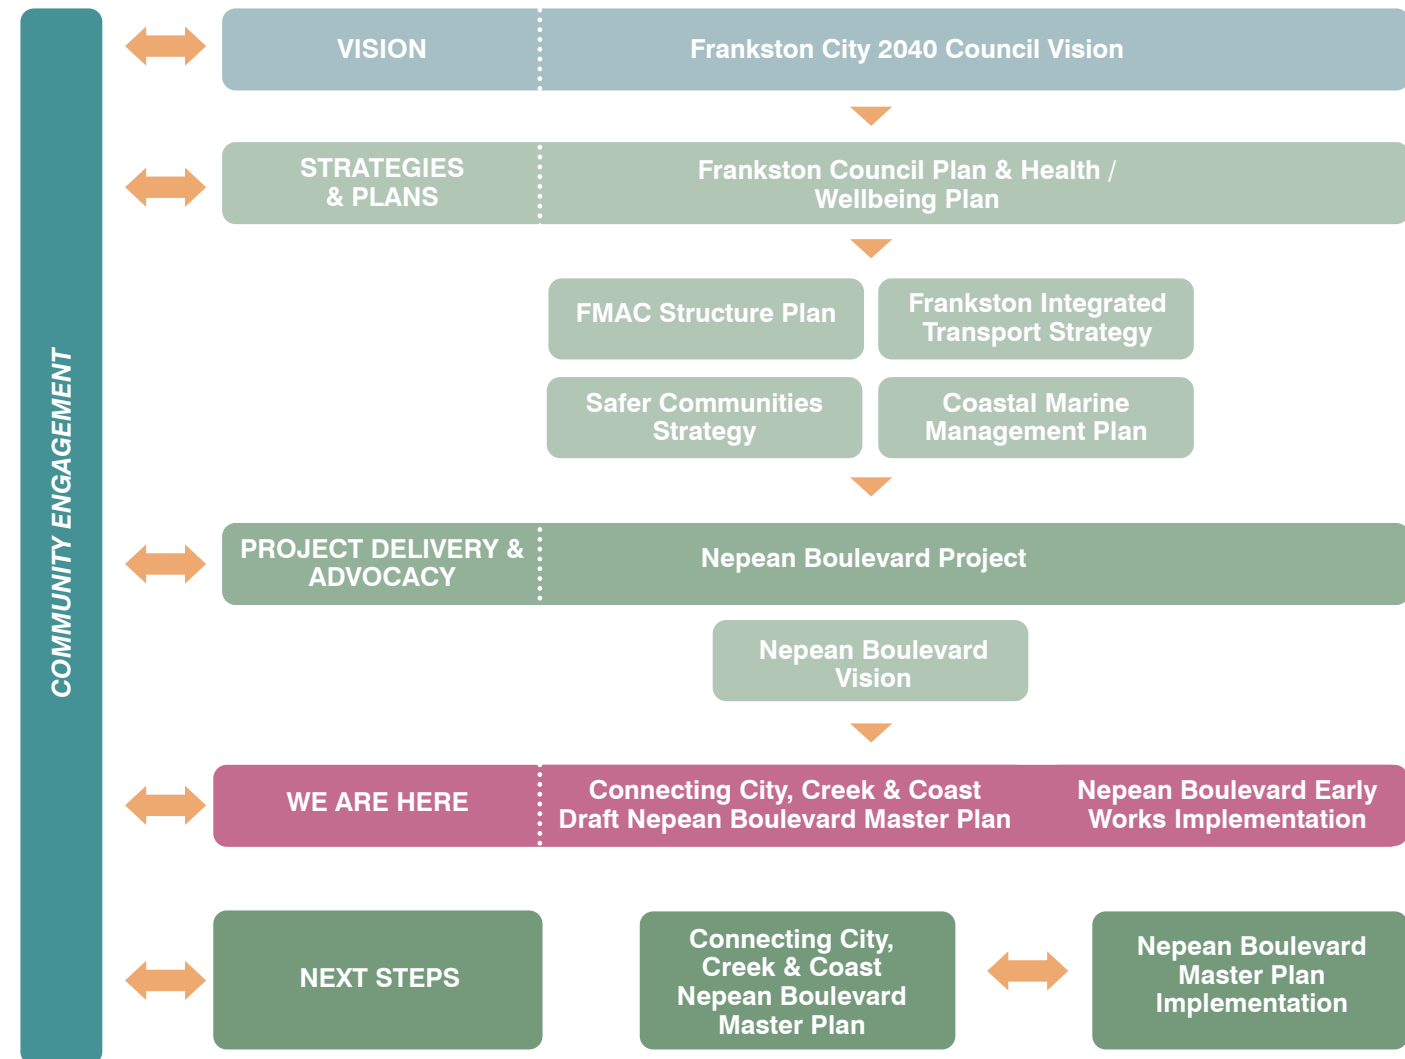 COMMUNITY ENGAGEMENT
VISION
Frankston City 2040 Council Vision
STRATEGIES
& PLANS
Frankston Council Plan & Health /
Wellbeing Plan
FMAC Structure Plan
Frankston Integrated
Transport Strategy
Safer Communities
Strategy
Coastal Marine
Management Plan
PROJECT DELIVERY &
ADVOCACY
Nepean Boulevard Project
Nepean Boulevard
Vision
WE ARE HERE
Connecting City, Creek & Coast
Draft Nepean Boulevard Master Plan
Nepean Boulevard Early
Works Implementation
NEXT STEPS
Connecting City,
Creek & Coast
Nepean Boulevard
Master Plan
Nepean Boulevard
Master Plan
Implementation